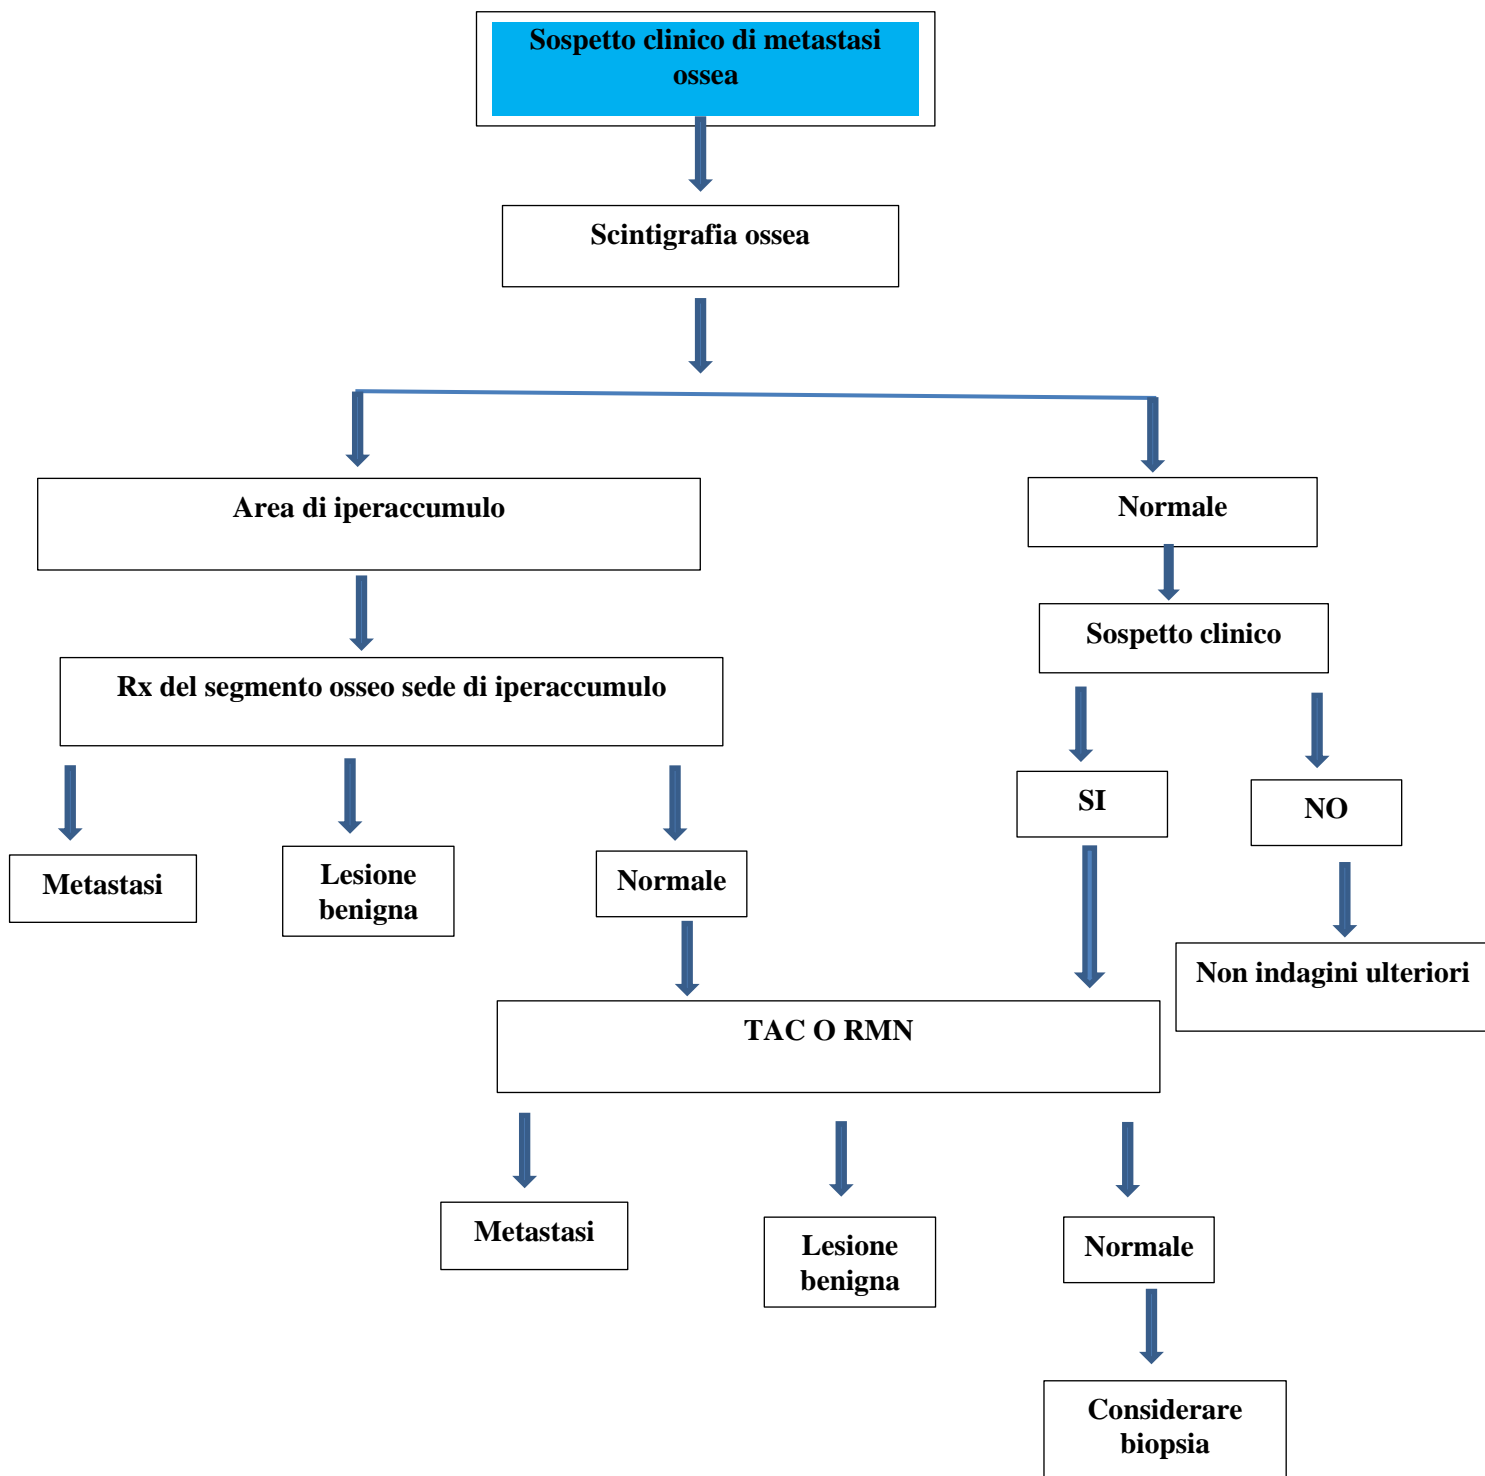 Sospetto clinico di metastasi
ossea
Scintigrafia ossea
Area di iperaccumulo
Normale
Sospetto clinico
Rx del segmento osseo sede di iperaccumulo
SI
NO
Metastasi
Lesione
benigna
Normale
Non indagini ulteriori
TAC O RMN
Metastasi
Lesione
benigna
Normale
Considerare
biopsia